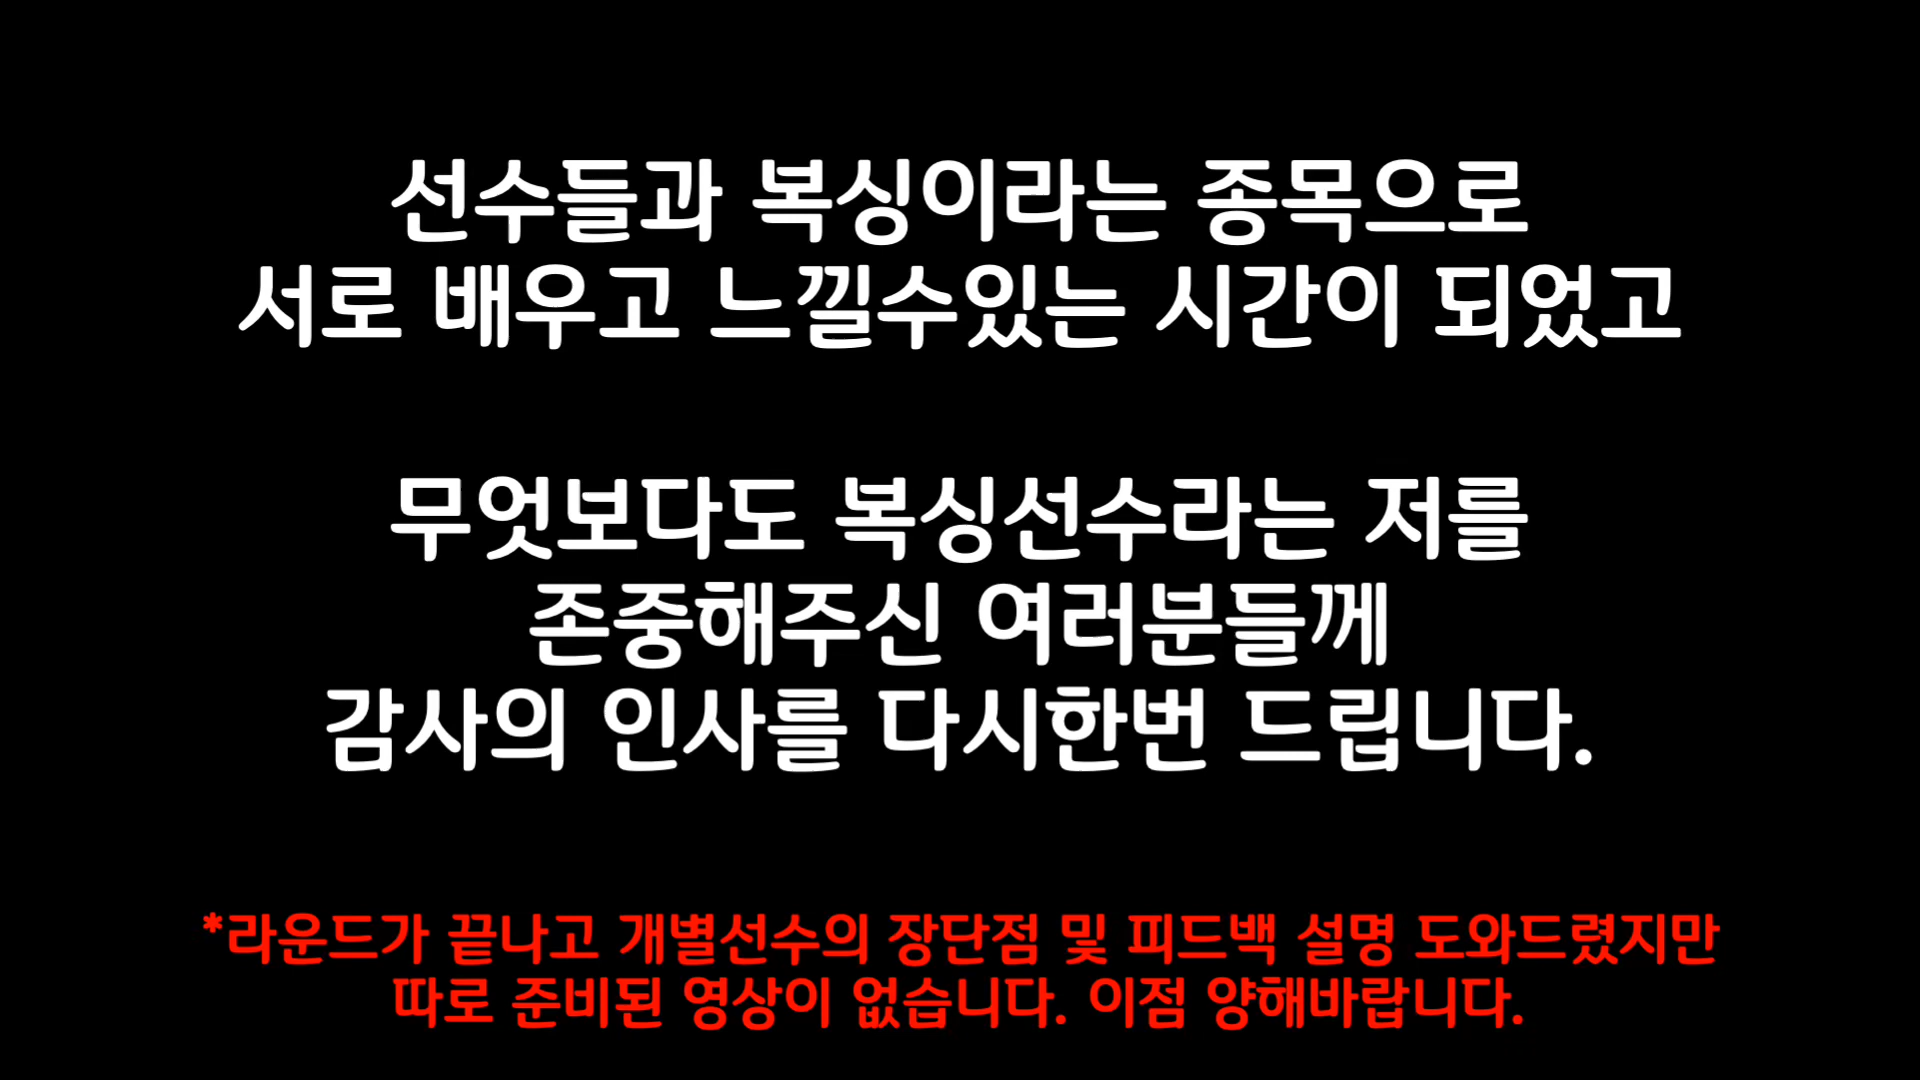 선수들과 복싱이라는 종목으로
서로 배우고 느낄수있는 시간이 되었고
무엇보다도 복싱선수라는 저를
존중해주신 여러분들께
감사의 인사를 다시한번 드립니다.
*라운드가 끝나고 개별선수의 장단점 및 피드백 설명 도와드렸지만
따로 준비된 영상이 없습니다. 이점 양해바랍니다.